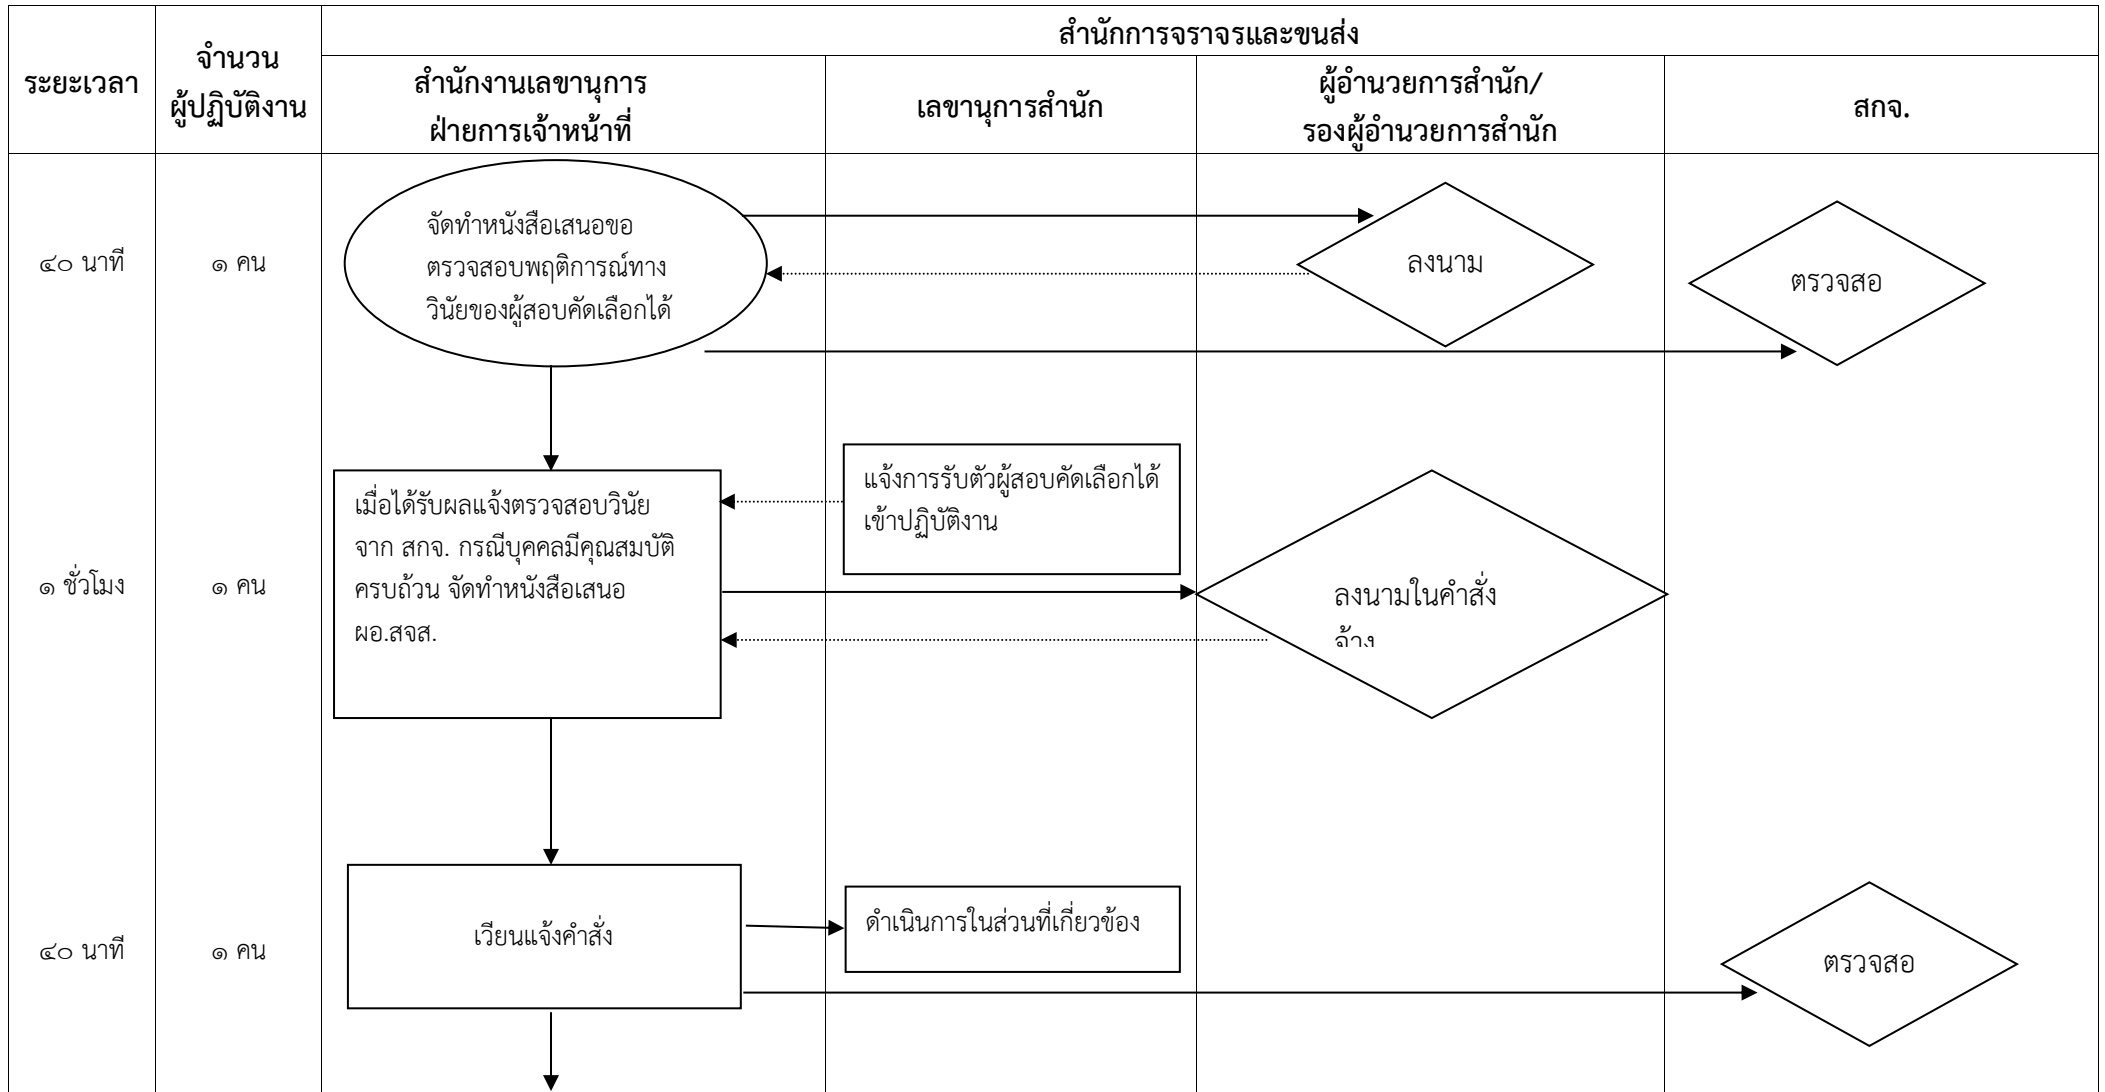 สำนักการจราจรและขนส่ง
ระยะเวลา
จำนวน
ผู้ปฏิบัติงาน
สำนักงานเลขานุการ
ฝ่ายการเจ้าหน้าที่
เลขานุการสำนัก
ผู้อำนวยการสำนัก/
รองผู้อำนวยการสำนัก
สกจ.
๔๐ นาที
๑ คน
จัดทำหนังสือเสนอขอ
ตรวจสอบพฤติการณ์ทาง
วินัยของผู้สอบคัดเลือกได้
ลงนาม
ตรวจสอ
๑ ชั่วโมง
๑ คน
เมื่อได้รับผลแจ้งตรวจสอบวินัย
จาก สกจ. กรณีบุคคลมีคุณสมบัติ
ครบถ้วน จัดทำหนังสือเสนอ
ผอ.สจส.
แจ้งการรับตัวผู้สอบคัดเลือกได้
เข้าปฏิบัติงาน
ลงนามในคำสั่ง
จ้าง
๔๐ นาที
๑ คน
เวียนแจ้งคำสั่ง
ดำเนินการในส่วนที่เกี่ยวข้อง
ตรวจสอ